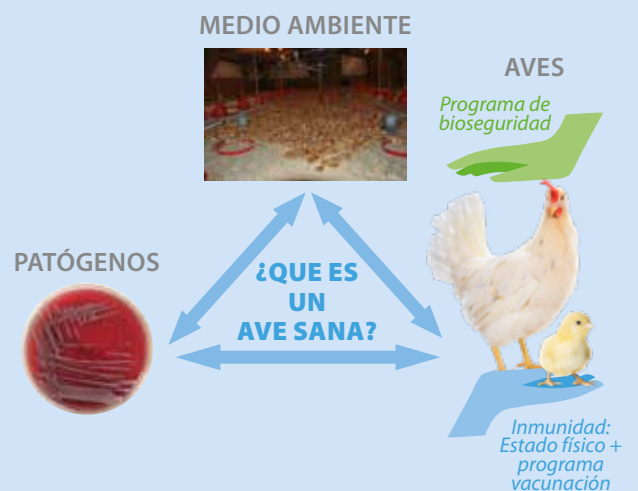 MEDIO AMBIENTE
AVES
Programa de
bioseguridad
PATÓGENOS
¿QUE ES
UN
AVE SANA?
Inmunidad:
Estado físico +
programa
vacunación